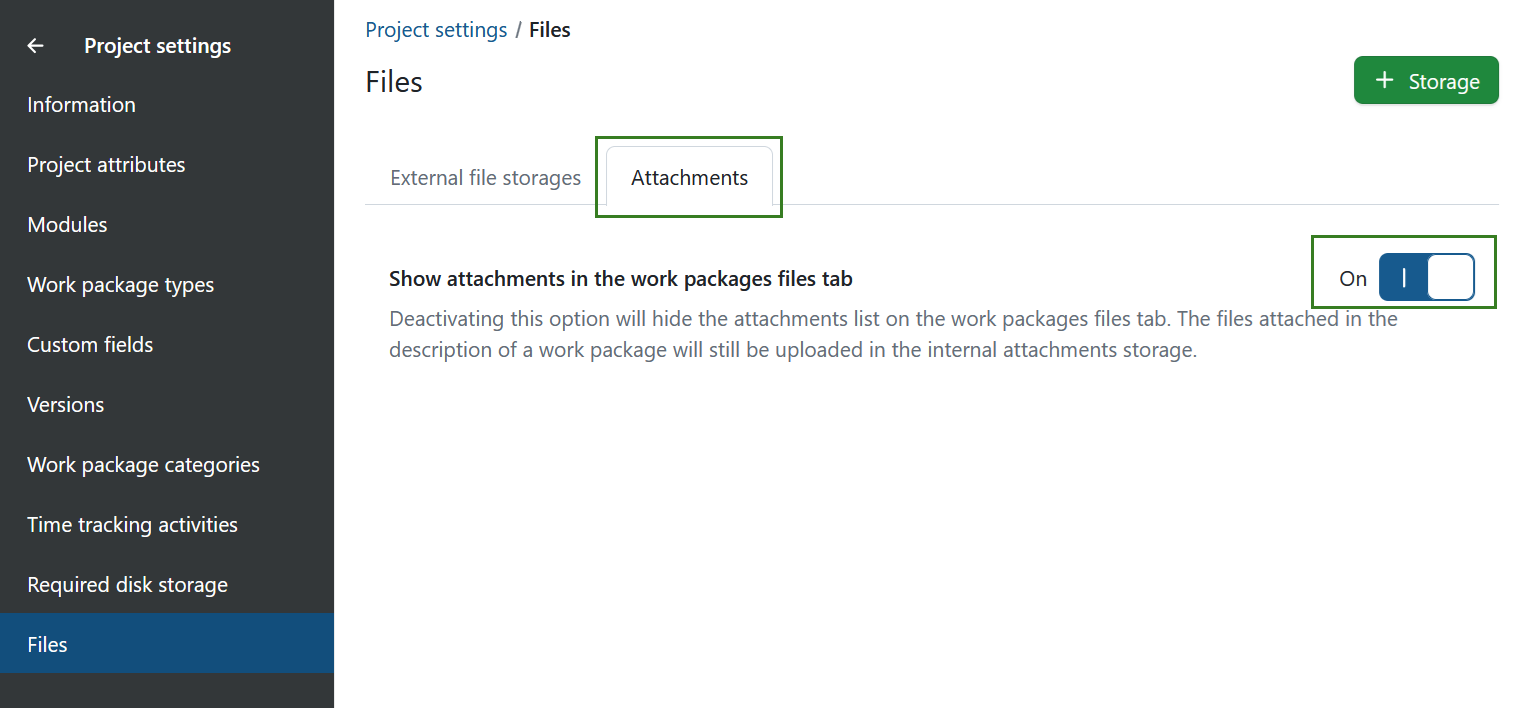 Project settings
Information
Project attributes
Modules
Work package types
Custom fields
Versions
Work package categories
Time tracking activities
Required disk storage
Files
Project settings / Files
Files
+ Storage
External file storages
Attachments
Show attachments in the work packages files tab
On
Deactivating this option will hide the attachments list on the work packages files tab. The files attached in the
description of a work package will still be uploaded in the internal attachments storage.